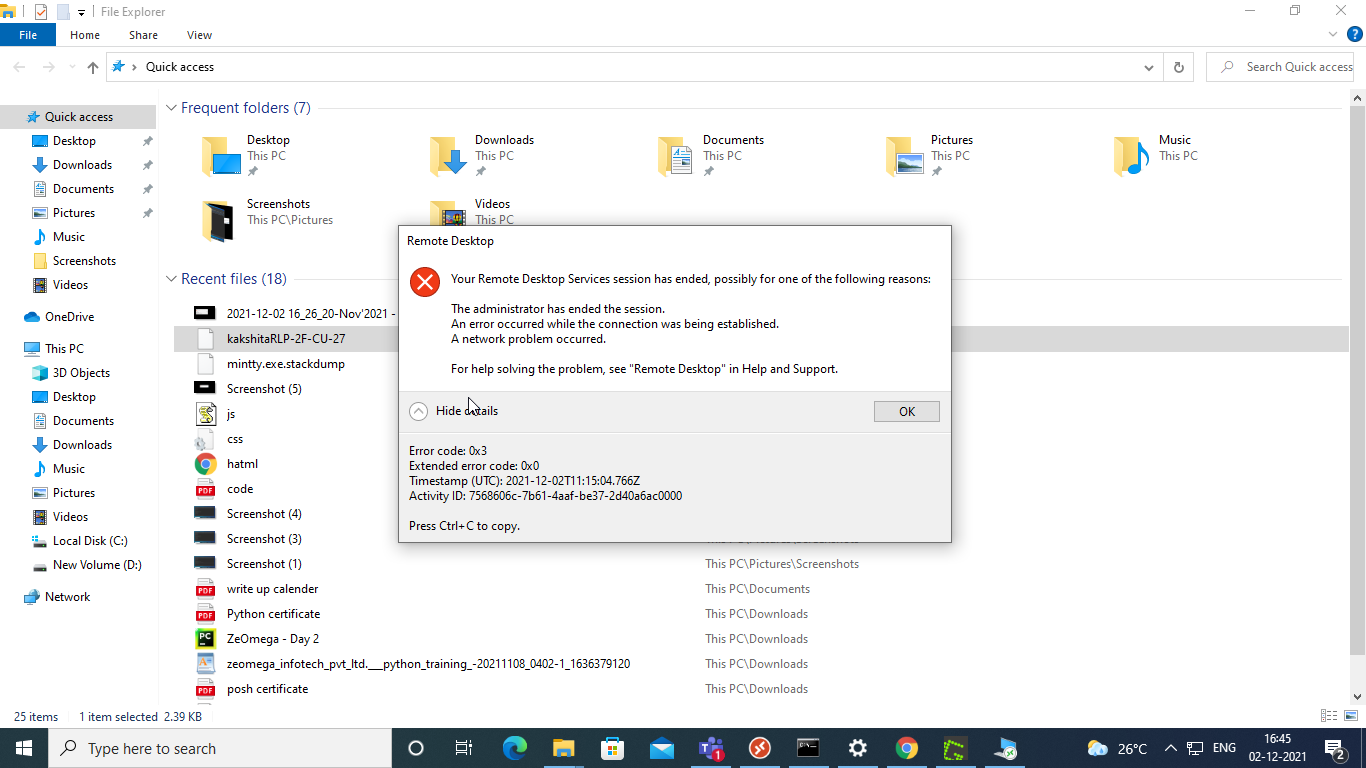 File Explorer
File Home Share View
Quick access
Search Quick access
Quick access
Desktop
Downloads
Documents
Pictures
Music
Screenshots
Videos
OneDrive
This PC
3D Objects
Desktop
Documents
Downloads
Music
Pictures
Videos
Local Disk (C:)
New Volume (D:)
Network
Frequent folders (7)
Desktop
This PC
Downloads
This PC
Documents
This PC
Pictures
This PC
Music
This PC
Screenshots
This PC\Pictures
Videos
This PC
Recent files (18)
2021-12-02 16_26_20-Nov'2021 -
kakshitaRLP-2F-CU-27
mintty.exe.stackdump
Screenshot (5)
js
css
hatml
code
Screenshot (4)
Screenshot (3)
Screenshot (1) This PC\Pictures\Screenshots
write up calender This PC\Documents
Python certificate This PC\Downloads
ZeOmega - Day 2 This PC\Downloads
zeomega_infotech_pvt_ltd.___python_training_-20211108_0402-1_1636379120 This PC\Downloads
posh certificate This PC\Downloads
Remote Desktop
Your Remote Desktop Services session has ended, possibly for one of the following reasons:
The administrator has ended the session.
An error occurred while the connection was being established.
A network problem occurred.
For help solving the problem, see "Remote Desktop" in Help and Support.
Hide details
OK
Error code: 0x3
Extended error code: 0x0
Timestamp (UTC): 2021-12-02T11:15:04.766Z
Activity ID: 7568606c-7b61-4aaf-be37-2d40a6ac0000
Press Ctrl+C to copy.
25 items 1 item selected 2.39 KB
Type here to search
26°C
ENG
16:45
02-12-2021